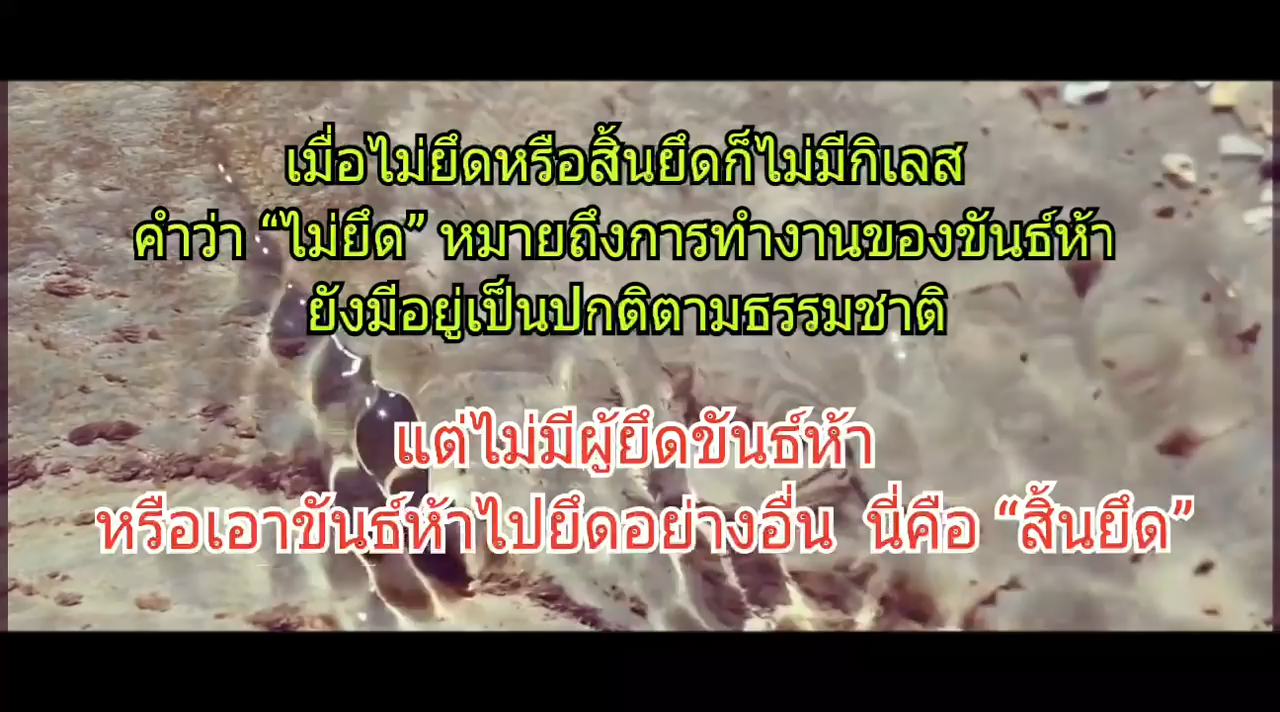 เมื่อไม่ยึดหรือสิ้นยึดก็ไม่มีกิเลส
คำว่า “ไม่ยึด” หมายถึงการทำงานของขันธ์ห้า
ยังมีอยู่เป็นปกติตามธรรมชาติ
แต่ไม่มีผู้ยึดขันธ์ห้า
หรือเอาขันธ์ห้าไปยึดอย่างอื่น นี่คือ “สิ้นยึด”